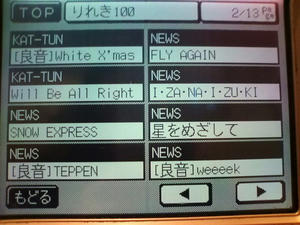 TOP りれき100 2/13 page
KAT-TUN
[良音]White X'mas
NEWS
FLY AGAIN
KAT-TUN
Will Be All Right
NEWS
I・ZA・NA・I・ZU・KI
NEWS
SNOW EXPRESS
NEWS
星をめざして
NEWS
[良音]TEPPEN
NEWS
[良音]weeeek
もどる